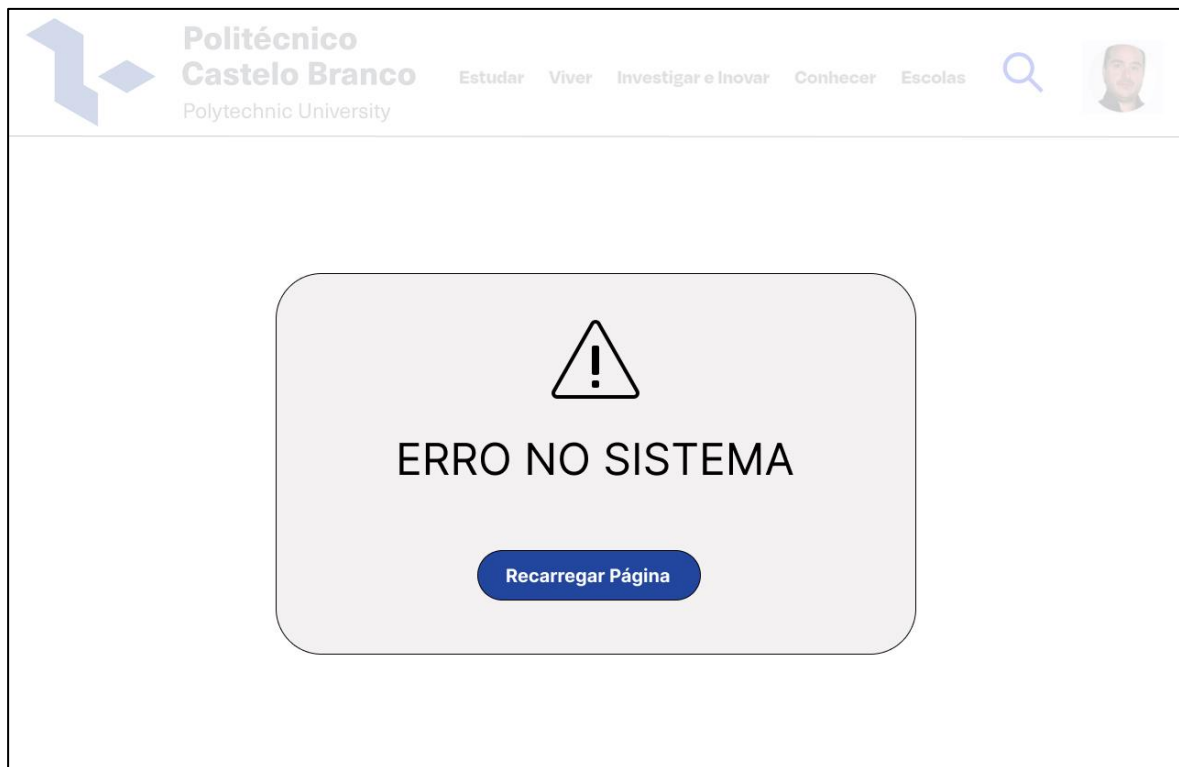 Politécnico
Castelo Branco
Polytechnic University
Estudar Viver Investigar e Inovar Conhecer Escolas
ERRO NO SISTEMA
Recarregar Página